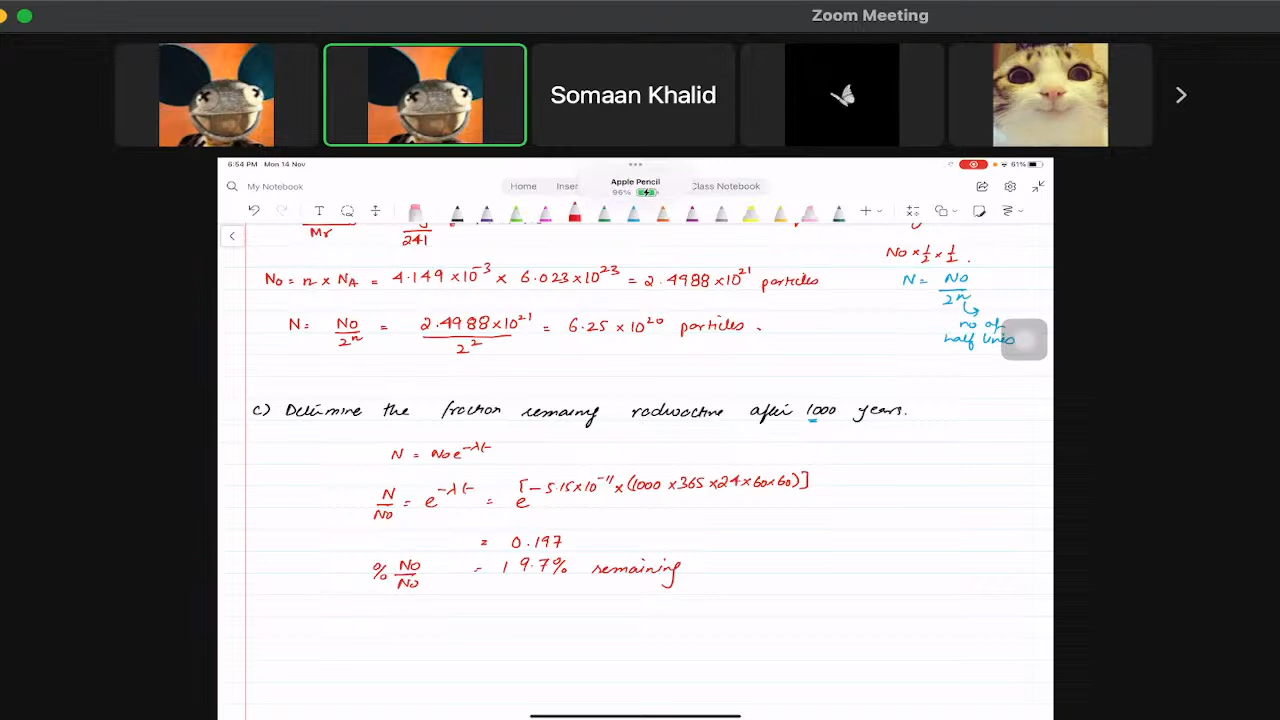 Zoom Meeting
Somaan Khalid
6:54 PM Mon 14 Nov
61%
My Notebook
Home Inser Apple Pencil Class Notebook
96%
Mr
241
No × 1/2 × 1/2 .
No = n × NA = 4.149 ×10⁻³ × 6.023 ×10²³ = 2.4988 ×10²¹ particles
N = No/2ⁿ
no of
half lives
N = No/2ⁿ = 2.4988×10²¹/2² = 6.25 ×10²⁰ particles .
c) Determine the fraction remaining radioactive after 1000 years.
N = Noe^-λt
N/No = e^-λt = e^[-5.15×10⁻¹¹×(1000 ×365×24×60×60)]
= 0.197
% No/No = 19.7% remaining